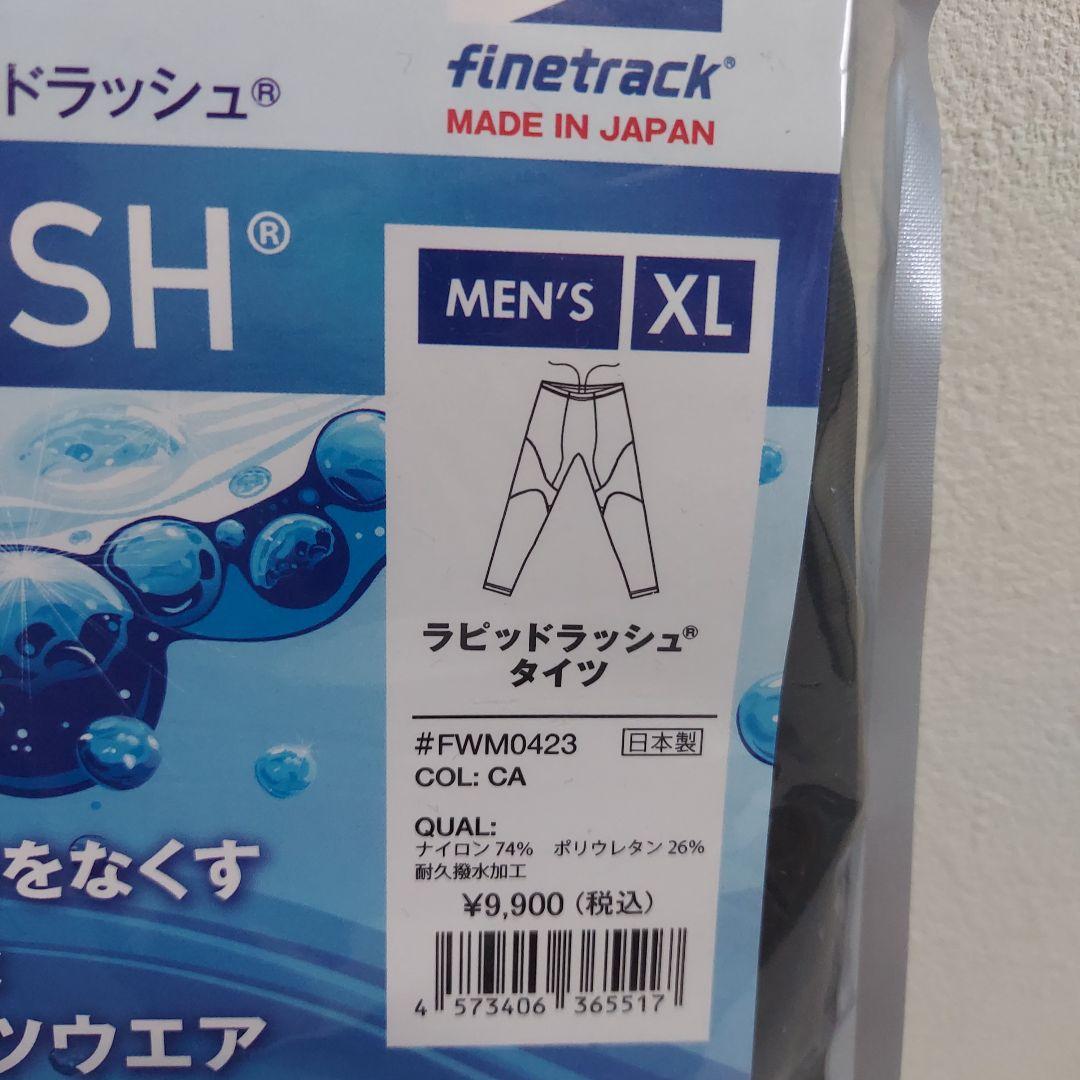 finetrack®
ドラッシュ®
MADE IN JAPAN
SH®
MEN'S XL
ラピッドラッシュ®
タイツ
#FWM0423 日本製
COL: CA
QUAL:
ナイロン 74% ポリウレタン 26%
耐久撥水加工
¥9,900 (税込)
4 573406 365517
をなくす
ツウエア